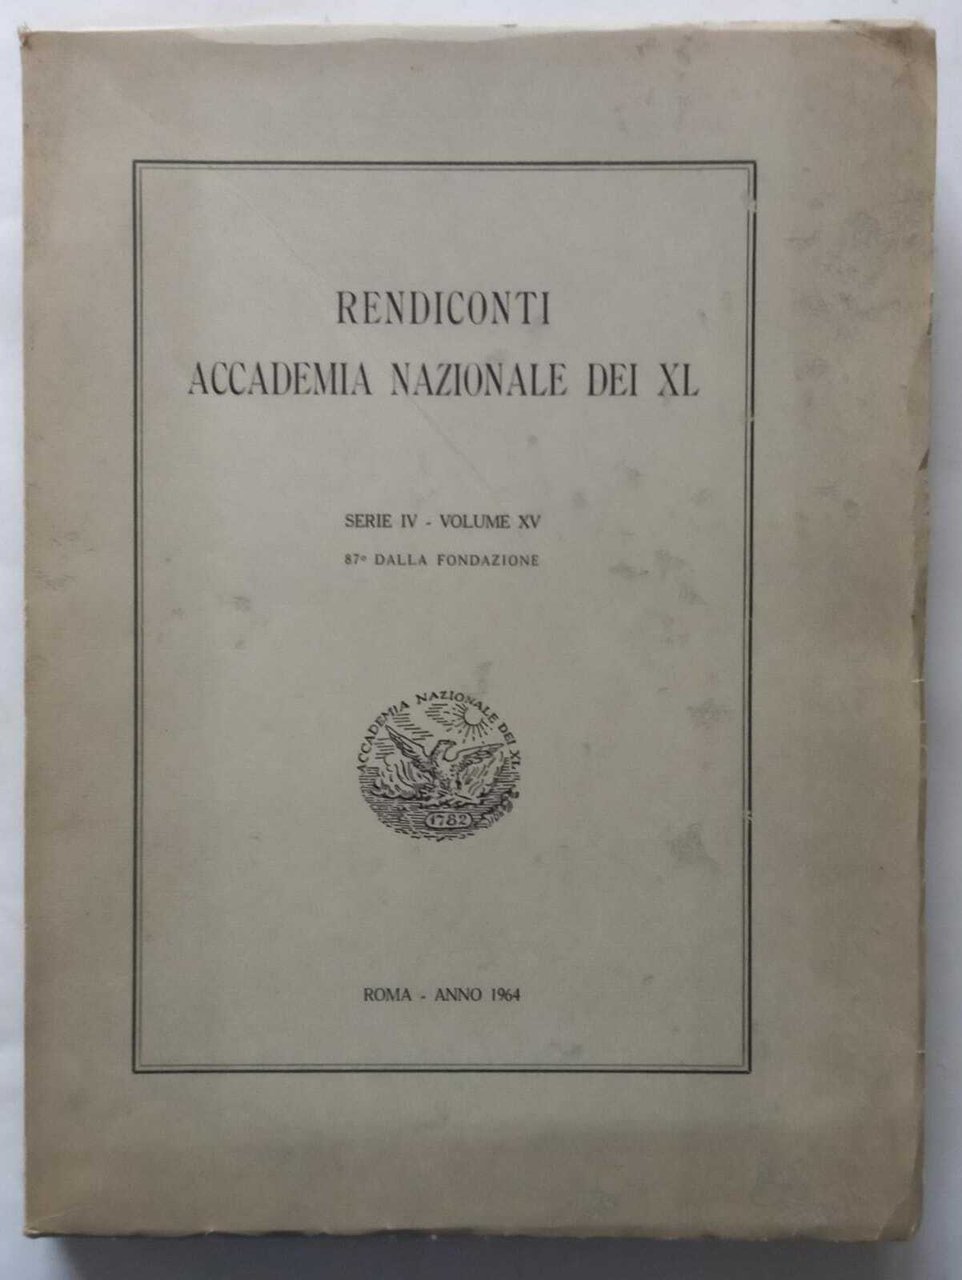 RENDICONTI
ACCADEMIA NAZIONALE DEI XL
SERIE IV - VOLUME XV
87º DALLA FONDAZIONE
ACCADEMIA NAZIONALE DEI XL
1782
ROMA - ANNO 1964